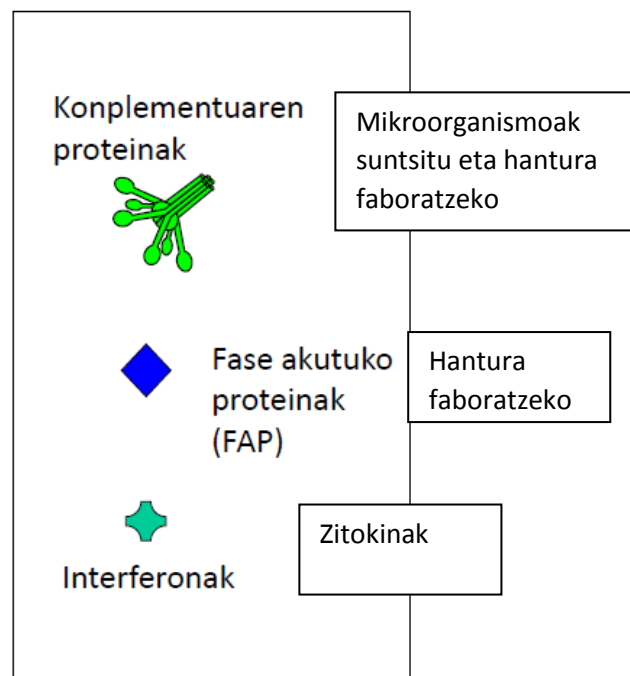 Konplementuaren
proteinak
Mikroorganismoak
suntsitu eta hantura
faboratzeko
Fase akutuko
proteinak
(FAP)
Hantura
faboratzeko
Zitokinak
Interferonak